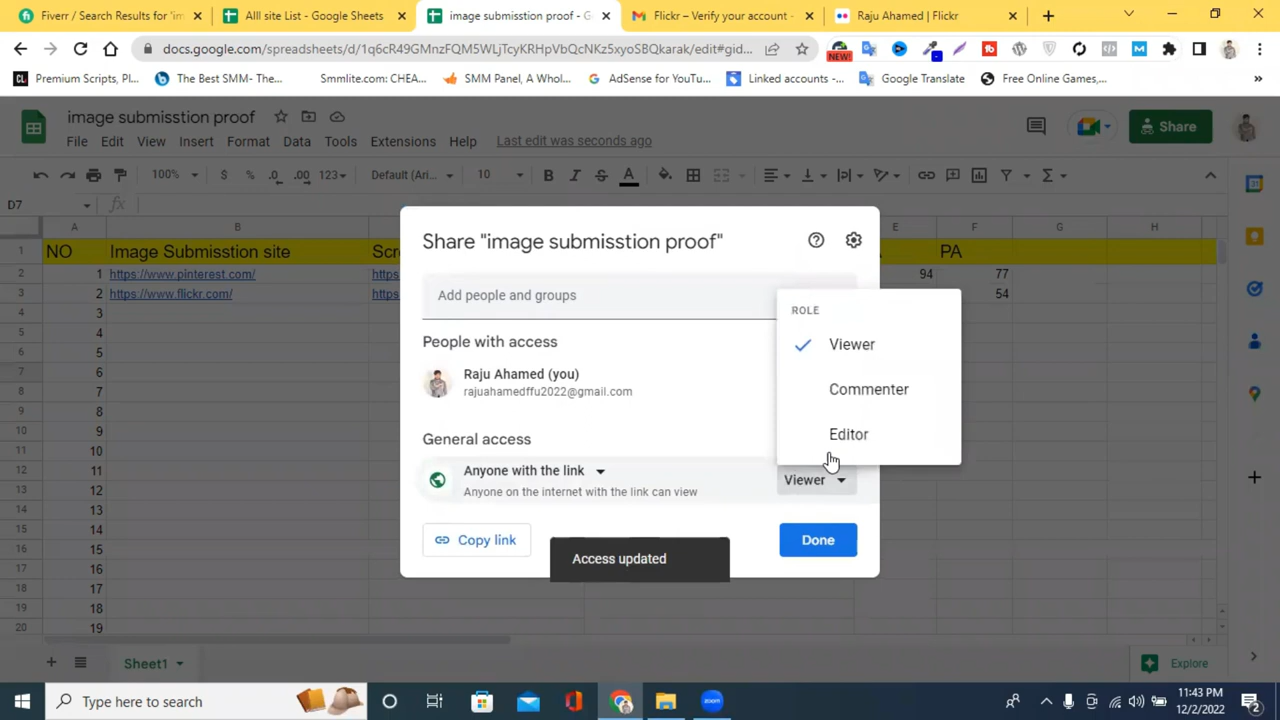 Fiverr / Search Results for 'im
Alll site List - Google Sheets
image submisstion proof - G
Flickr – Verify your account -
Raju Ahamed | Flickr
docs.google.com/spreadsheets/d/1q6cR49GMnzFQM5WLjTcyKRHpVbQcNKz5xyoSBQkarak/edit#gid...
NEW!
Premium Scripts, Pl...
The Best SMM- The...
Smmlite.com: CHEA...
SMM Panel, A Whol...
AdSense for YouTu...
Linked accounts -...
Google Translate
Free Online Games,...
image submisstion proof
File Edit View Insert Format Data Tools Extensions Help Last edit was seconds ago
Share
100% $ % .0 .00 123 Default (Ari... 10 B I S A
D7
fx
A B E F G H
1 NO Image Submisstion site Scre PA
2 1 https://www.pinterest.com/ https: 94 77
3 2 https://www.flickr.com/ https: 54
4 3
5 4
6 5
7 6
8 7
9 8
10 9
11 10
12 11
13 12
14 13
15 14
16 15
17 16
18 17
19 18
20 19
Share "image submisstion proof"
Add people and groups
People with access
Raju Ahamed (you)
rajuahamedffu2022@gmail.com
General access
Anyone with the link
Anyone on the internet with the link can view
Viewer
ROLE
Viewer
Commenter
Editor
Copy link
Done
Access updated
Sheet1
Explore
Type here to search
zoom
11:43 PM
12/2/2022
2